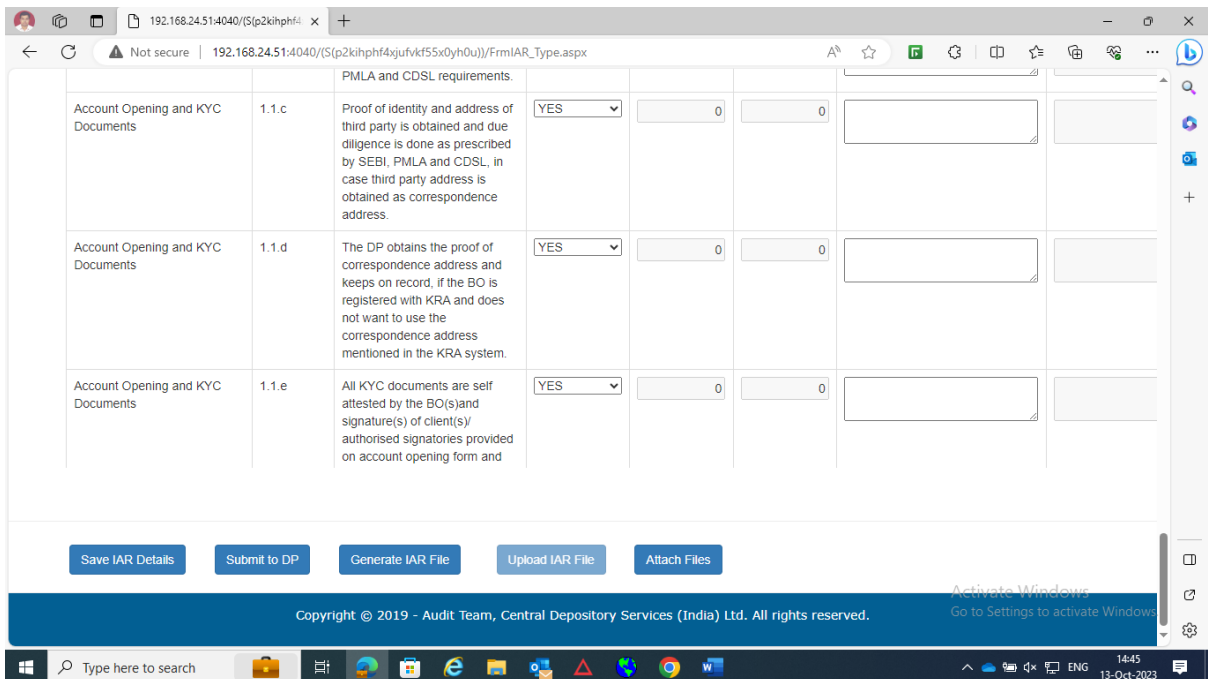 192.168.24.51:4040/(S(p2kihphf4
Not secure | 192.168.24.51:4040/(S(p2kihphf4xjufvkf55x0yh0u))/FrmIAR_Type.aspx
PMLA and CDSL requirements.
Account Opening and KYC
Documents
1.1.c
Proof of identity and address of
third party is obtained and due
diligence is done as prescribed
by SEBI, PMLA and CDSL, in
case third party address is
obtained as correspondence
address.
YES
0
0
Account Opening and KYC
Documents
1.1.d
The DP obtains the proof of
correspondence address and
keeps on record, if the BO is
registered with KRA and does
not want to use the
correspondence address
mentioned in the KRA system.
YES
0
0
Account Opening and KYC
Documents
1.1.e
All KYC documents are self
attested by the BO(s)and
signature(s) of client(s)/
authorised signatories provided
on account opening form and
YES
0
0
Save IAR Details
Submit to DP
Generate IAR File
Upload IAR File
Attach Files
Activate Windows
Go to Settings to activate Windows.
Copyright © 2019 - Audit Team, Central Depository Services (India) Ltd. All rights reserved.
Type here to search
ENG
14:45
13-Oct-2023